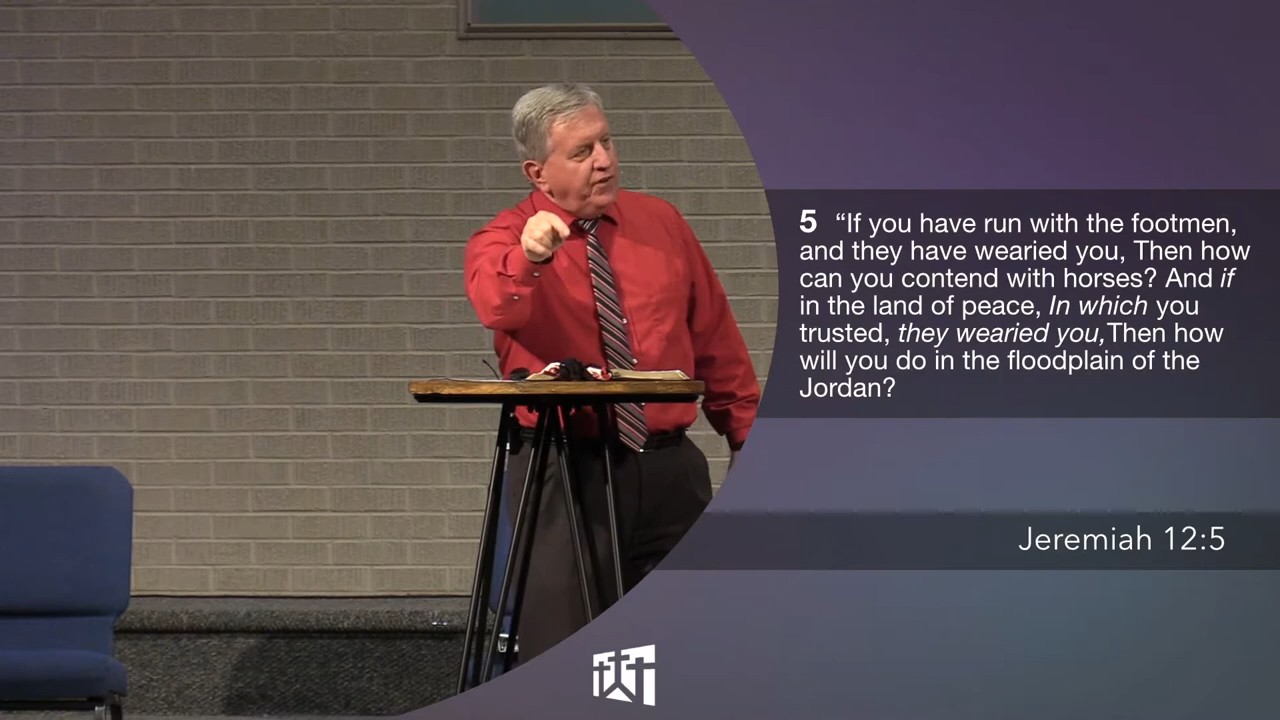 5 “If you have run with the footmen,
and they have wearied you, Then how
can you contend with horses? And if
in the land of peace, In which you
trusted, they wearied you,Then how
will you do in the floodplain of the
Jordan?
Jeremiah 12:5